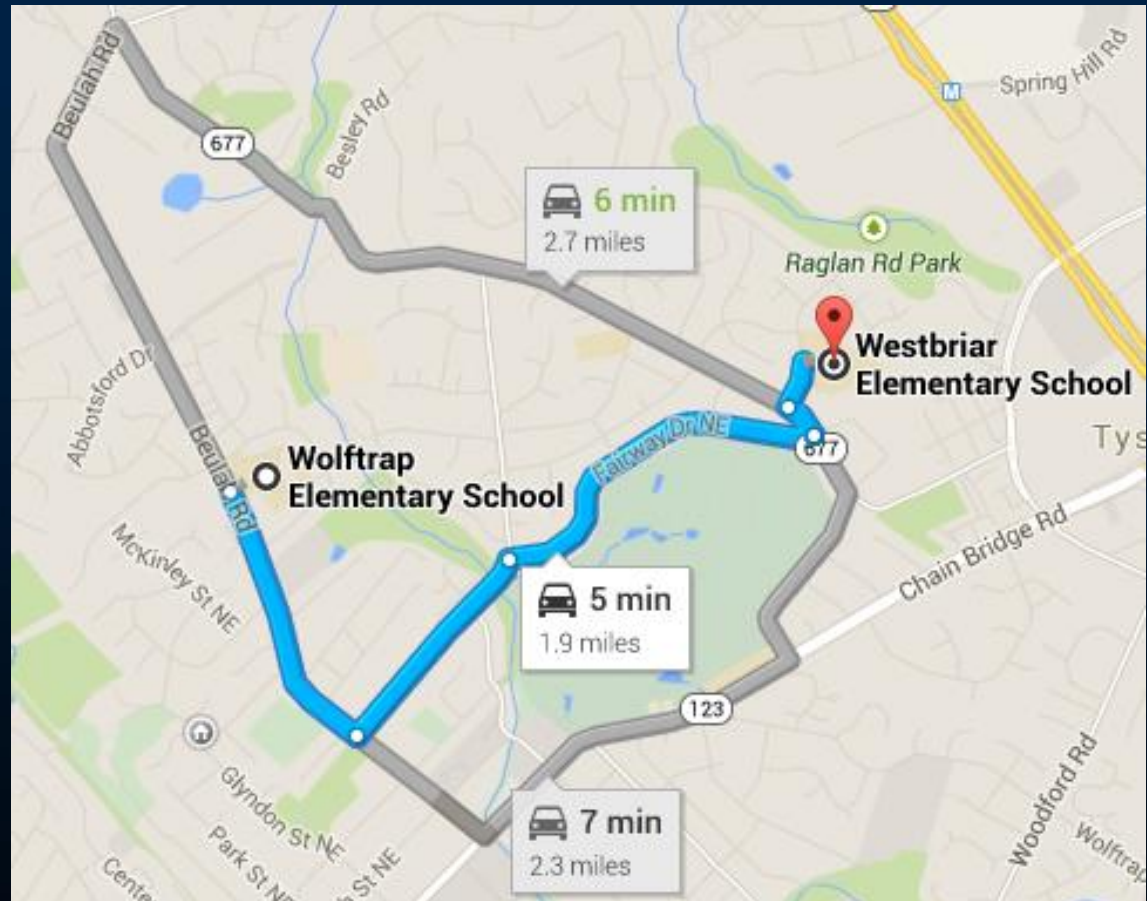 Beulah Rd
677
Besley Rd
M
Spring Hill Rd
6 min
2.7 miles
Raglan Rd Park
Westbriar
Elementary School
Abbotsford Dr
Beulah Rd
Wolftrap
Elementary School
Fairway Dr NE
677
Tys
McKinley St NE
Chain Bridge Rd
5 min
1.9 miles
123
Glyndon St NE
Park St NE
St NE
Cente
7 min
2.3 miles
Woodford Rd
Wolftrap